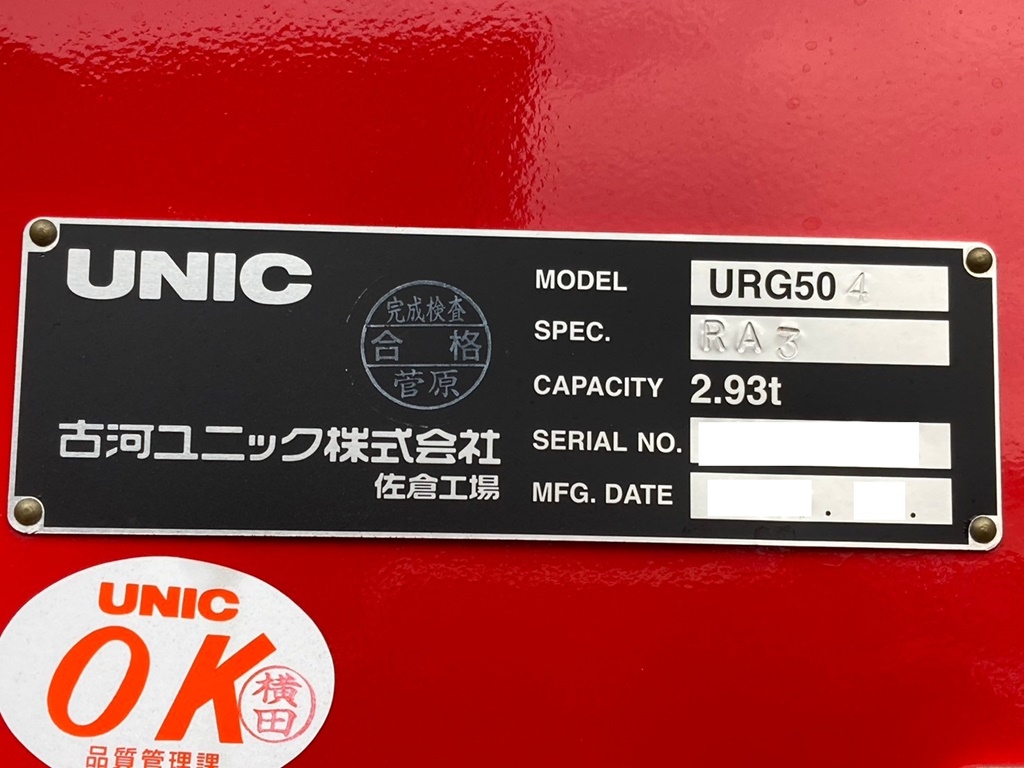 UNIC
完成検査
合格
菅原
古河ユニック株式会社
佐倉工場
MODEL URG504
SPEC. RA3
CAPACITY 2.93t
SERIAL NO.
MFG. DATE . .
UNIC
OK
横田
品質管理課